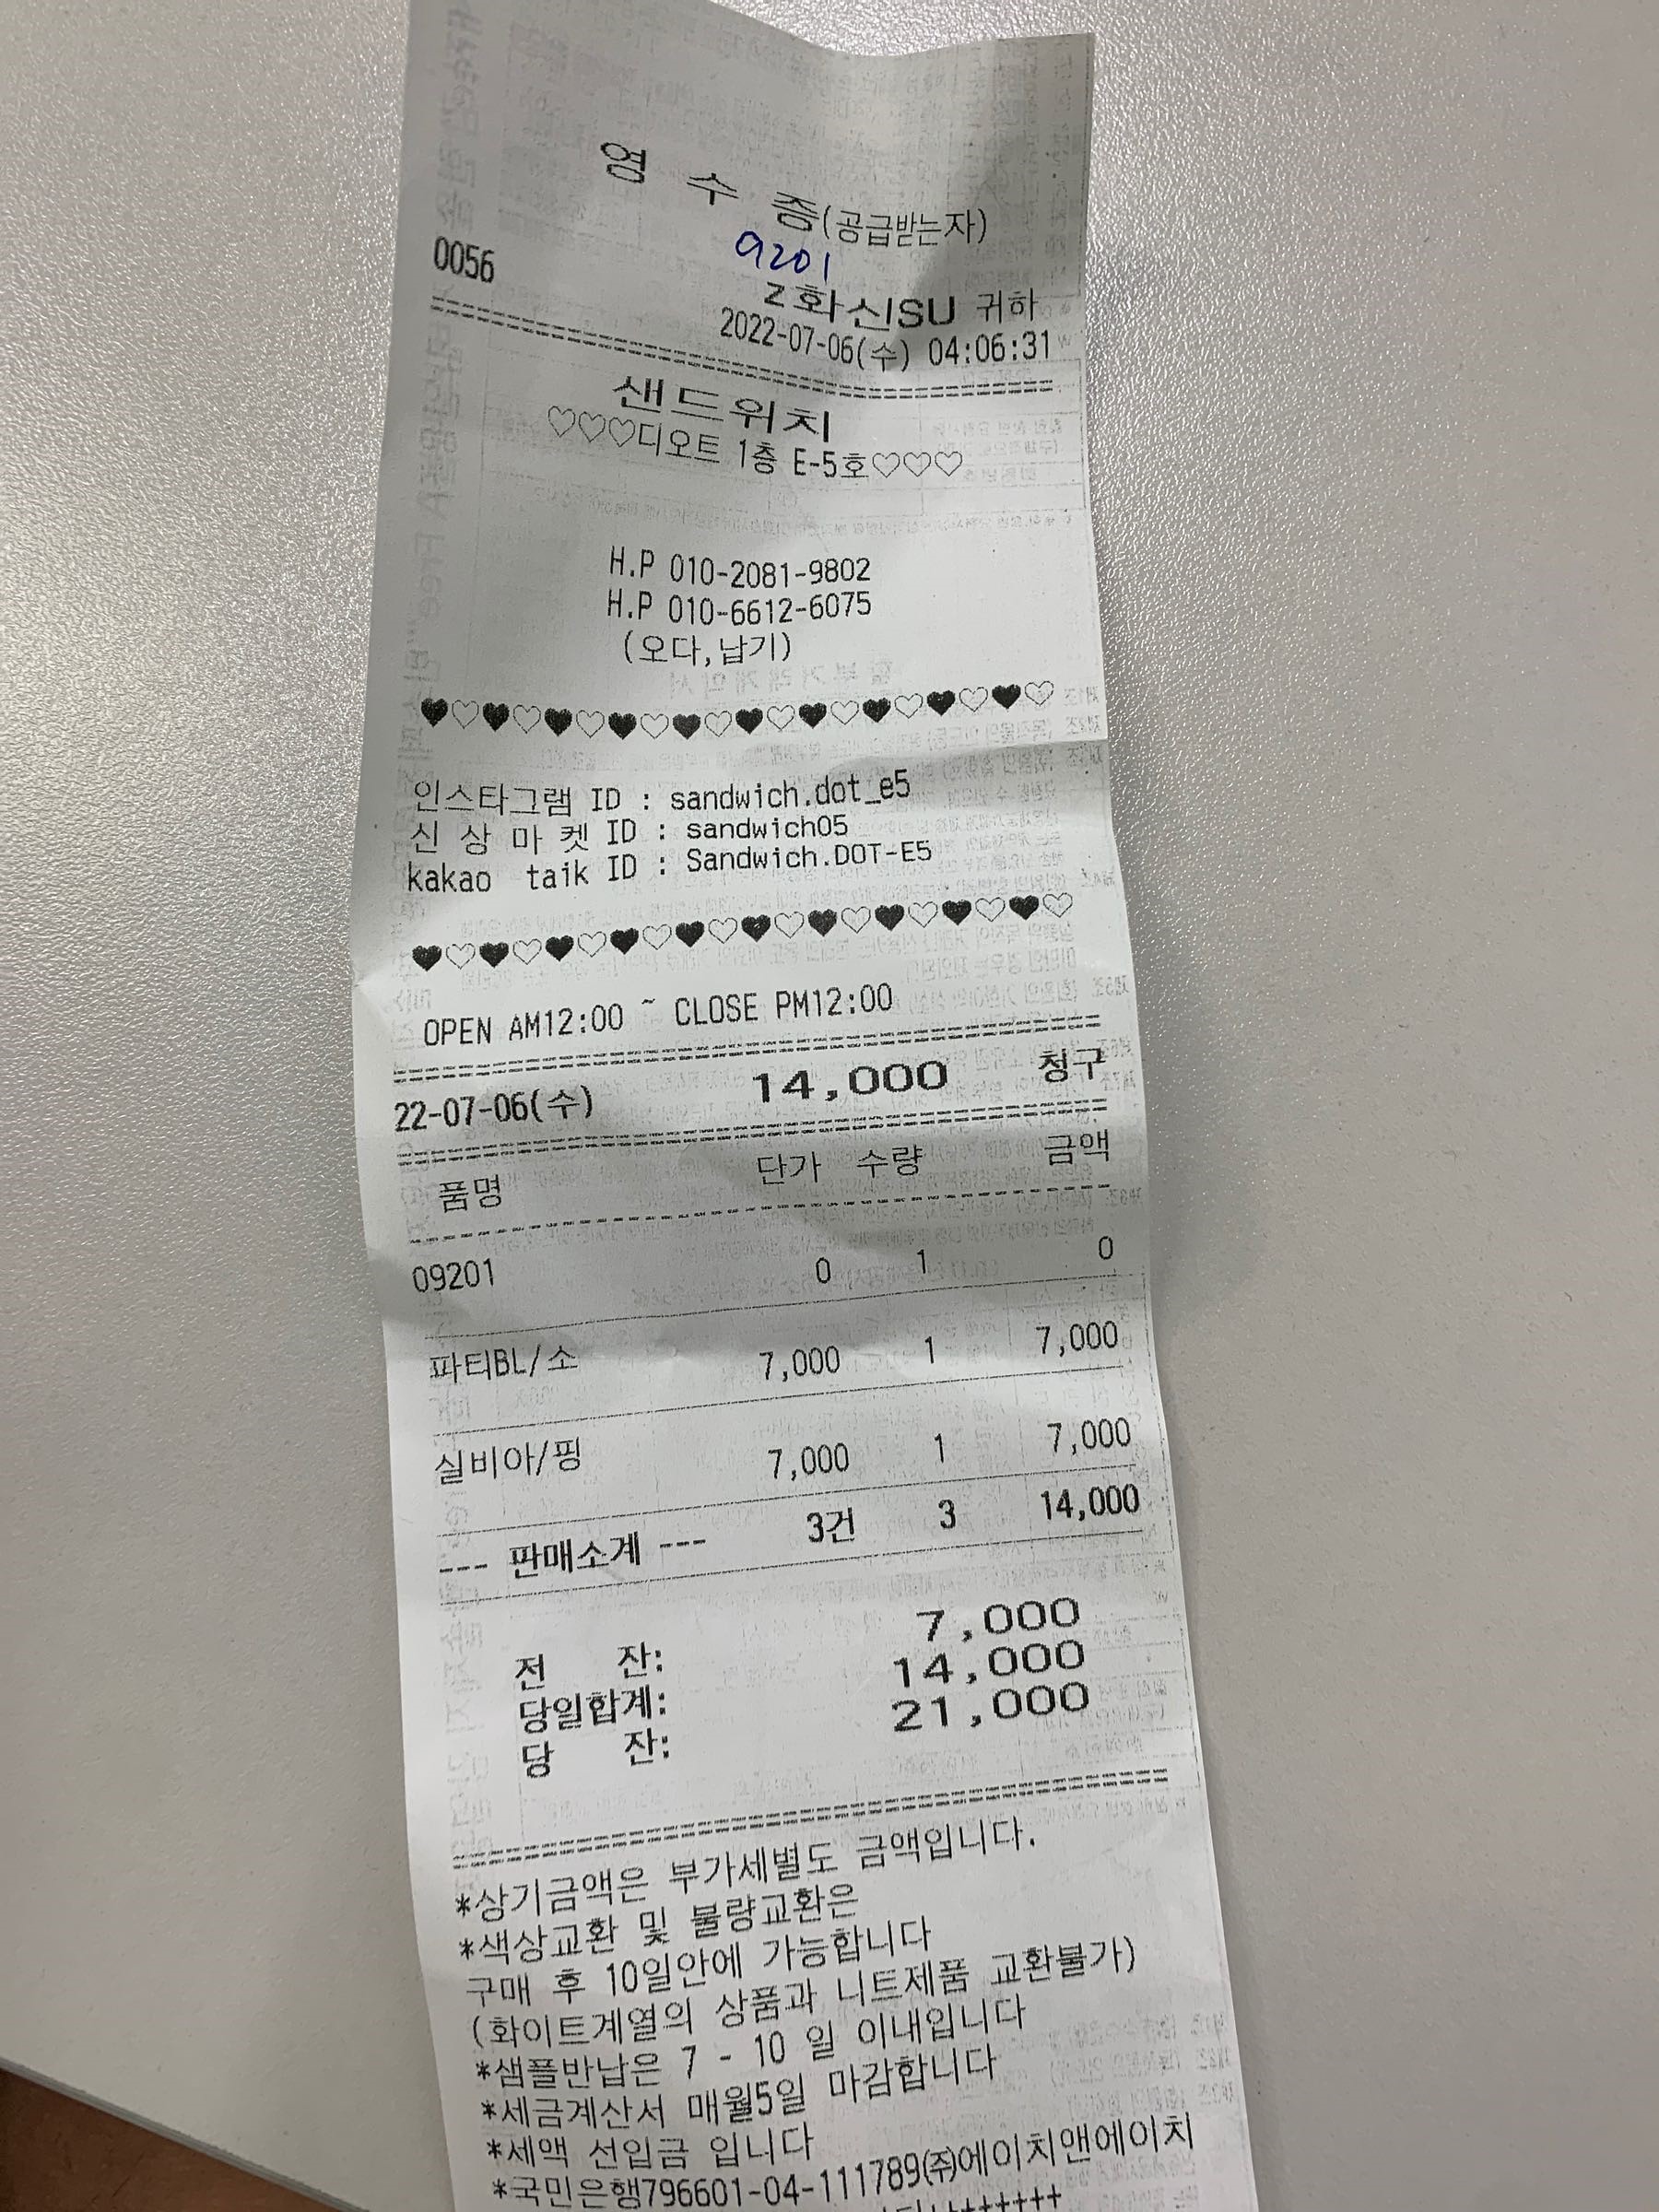 영 수 증(공급받는자)
9201
0056
z화신SU 귀하
2022-07-06(수) 04:06:31
샌드위치
♡♡♡디오트 1층 E-5호♡♡♡
H.P 010-2081-9802
H.P 010-6612-6075
(오다,납기)
♥♡♥♡♥♡♥♡♥♡♥♡♥♡♥♡♥♡♥♡
인스타그램 ID : sandwich.dot_e5
신 상 마 켓 ID : sandwich05
kakao taik ID : Sandwich.DOT-E5
♥♡♥♡♥♡♥♡♥♡♥♡♥♡♥♡♥♡♥♡
OPEN AM12:00 ~ CLOSE PM12:00
22-07-06(수) 14,000 청구
품명 단가 수량 금액
09201 0 1 0
파티BL/소 7,000 1 7,000
실비아/핑 7,000 1 7,000
--- 판매소계 --- 3건 3 14,000
전 잔: 7,000
당일합계: 14,000
당 잔: 21,000
*상기금액은 부가세별도 금액입니다.
*색상교환 및 불량교환은
구매 후 10일안에 가능합니다
(화이트계열의 상품과 니트제품 교환불가)
*샘플반납은 7 - 10 일 이내입니다
*세금계산서 매월5일 마감합니다
*세액 선입금 입니다
*국민은행796601-04-111789㈜에이치앤에이치